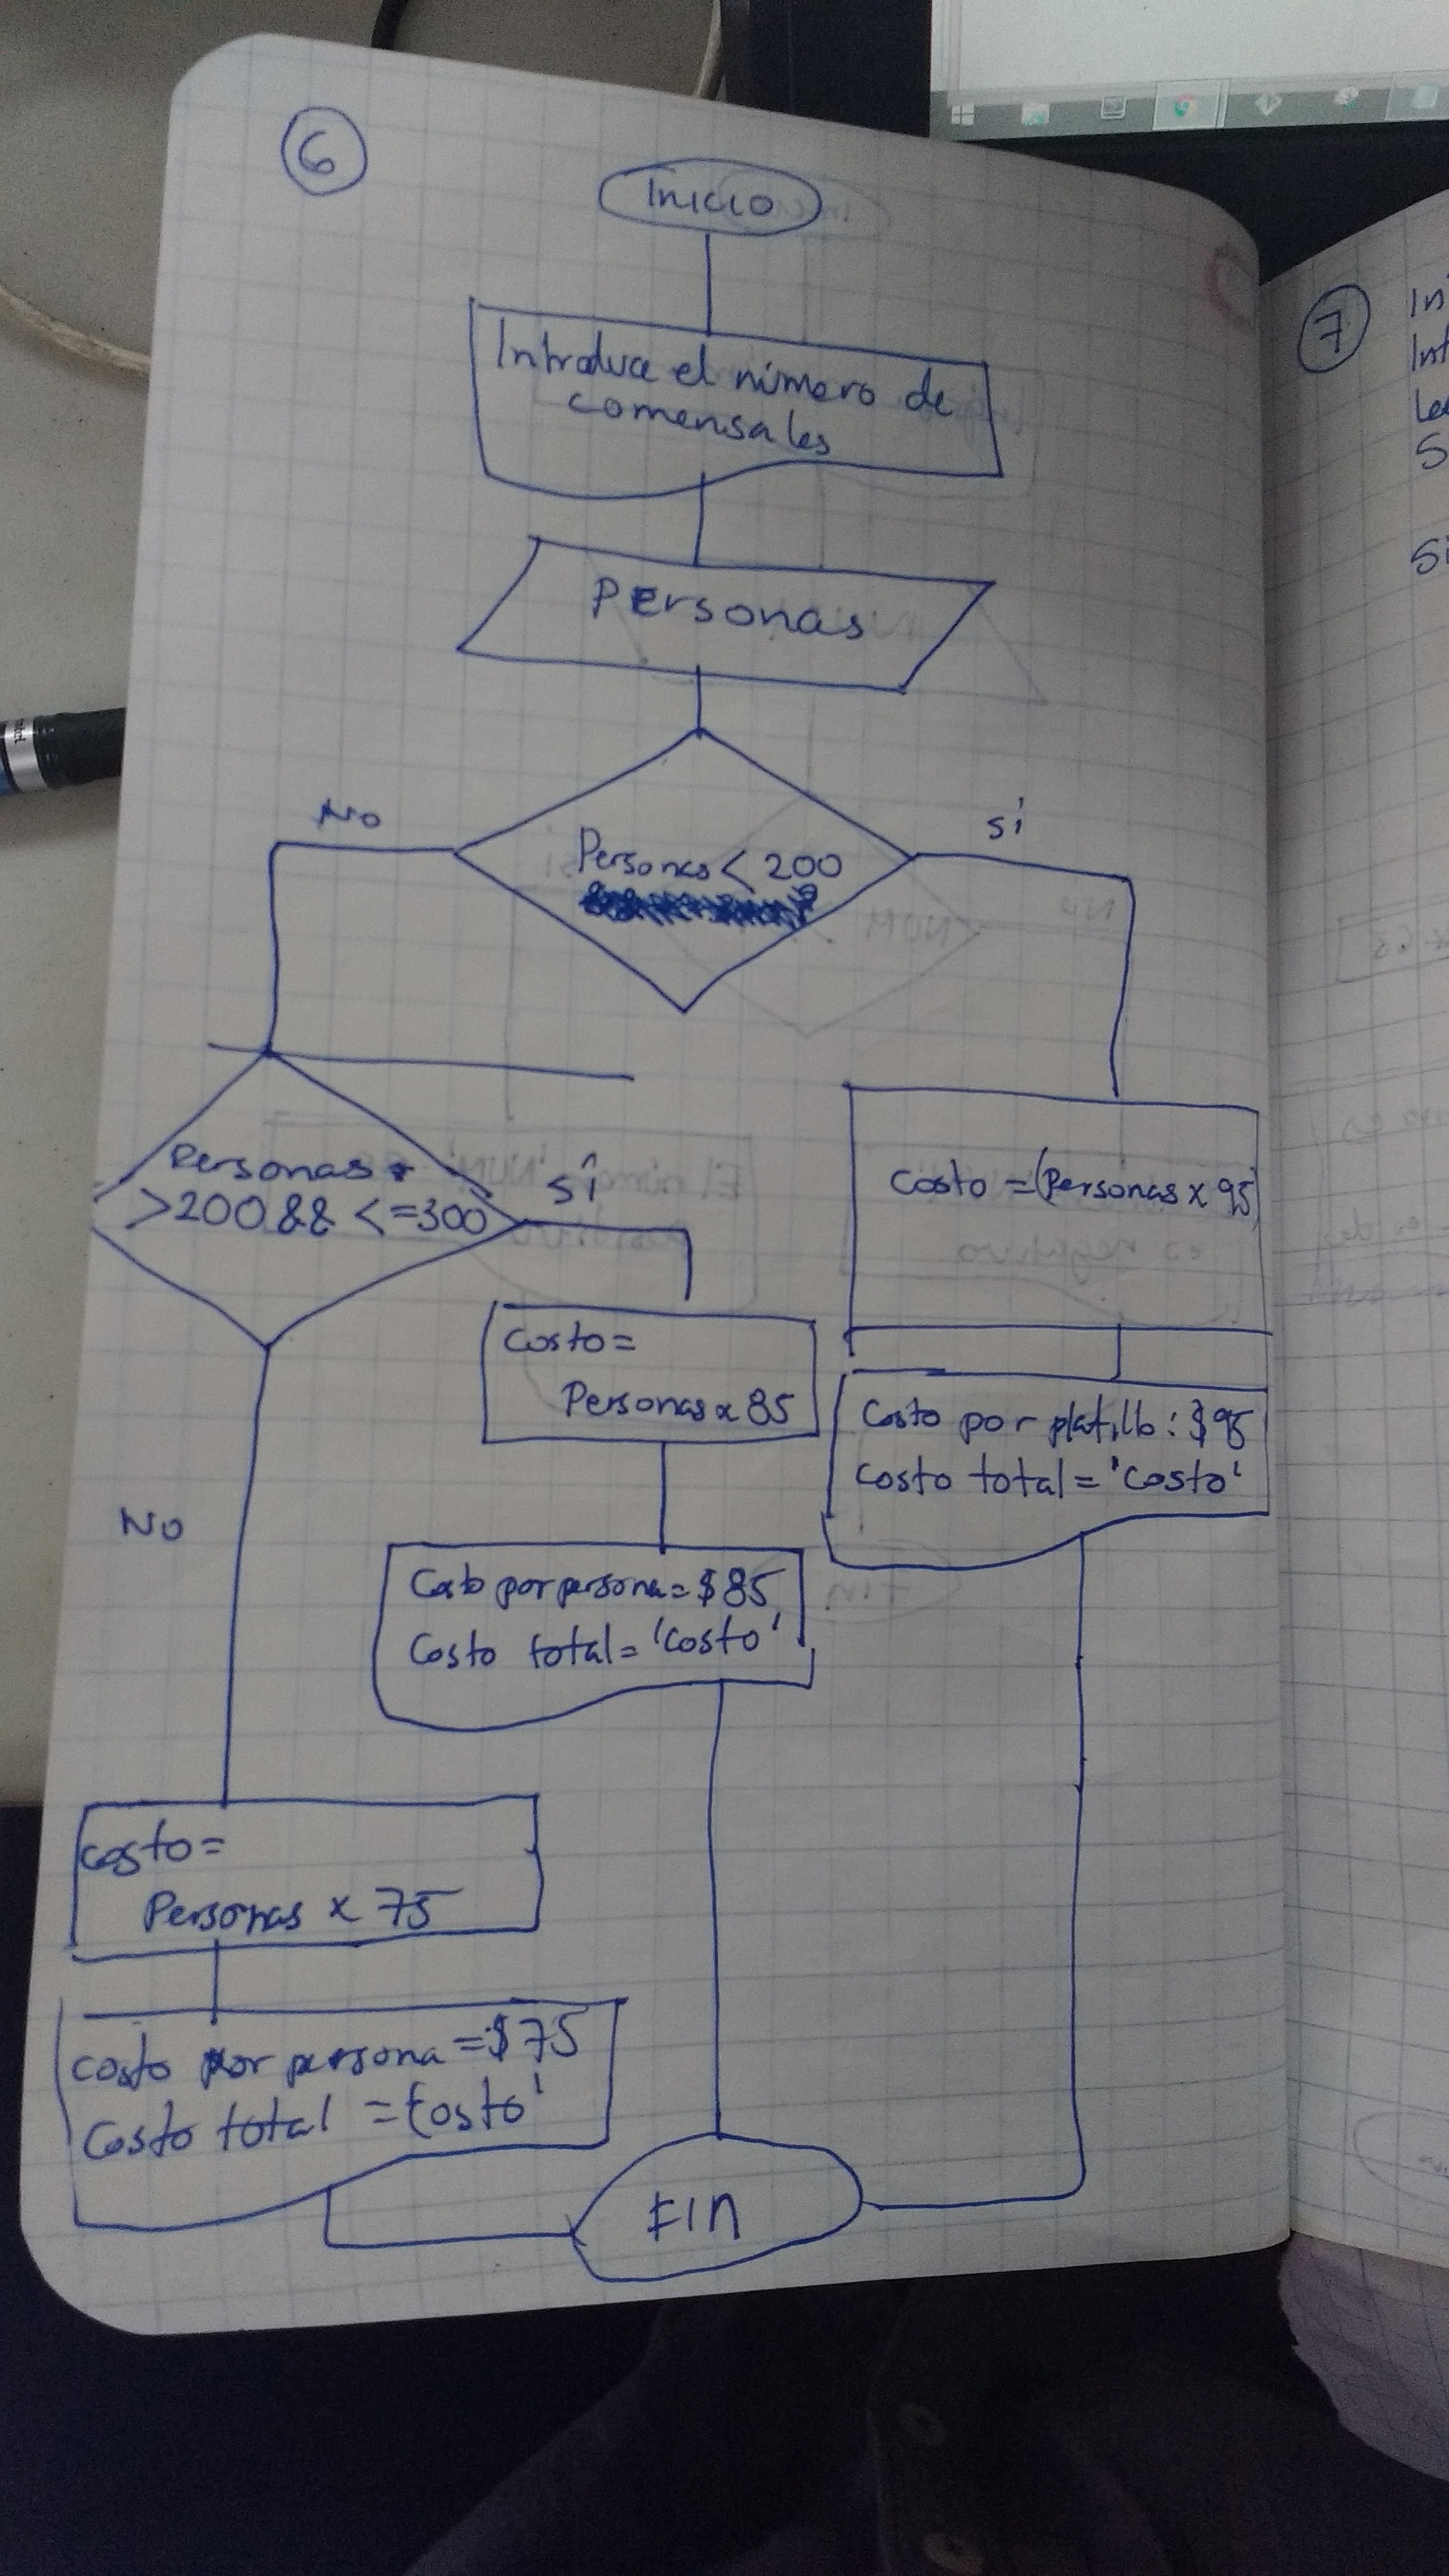 6
Inicio
Introduce el número de
comensales
Personas
Personas < 200
No
sí
Personas
>200 && <=300
sí
No
Costo = (Personas x 95)
Costo por platillo: $95
Costo total = 'Costo'
Costo =
Personas x 85
Costo por persona = $85
Costo total = 'Costo'
costo =
Personas x 75
costo por persona = $75
Costo total = 'Costo'
FIN
7
In
Int
Le
S
Si